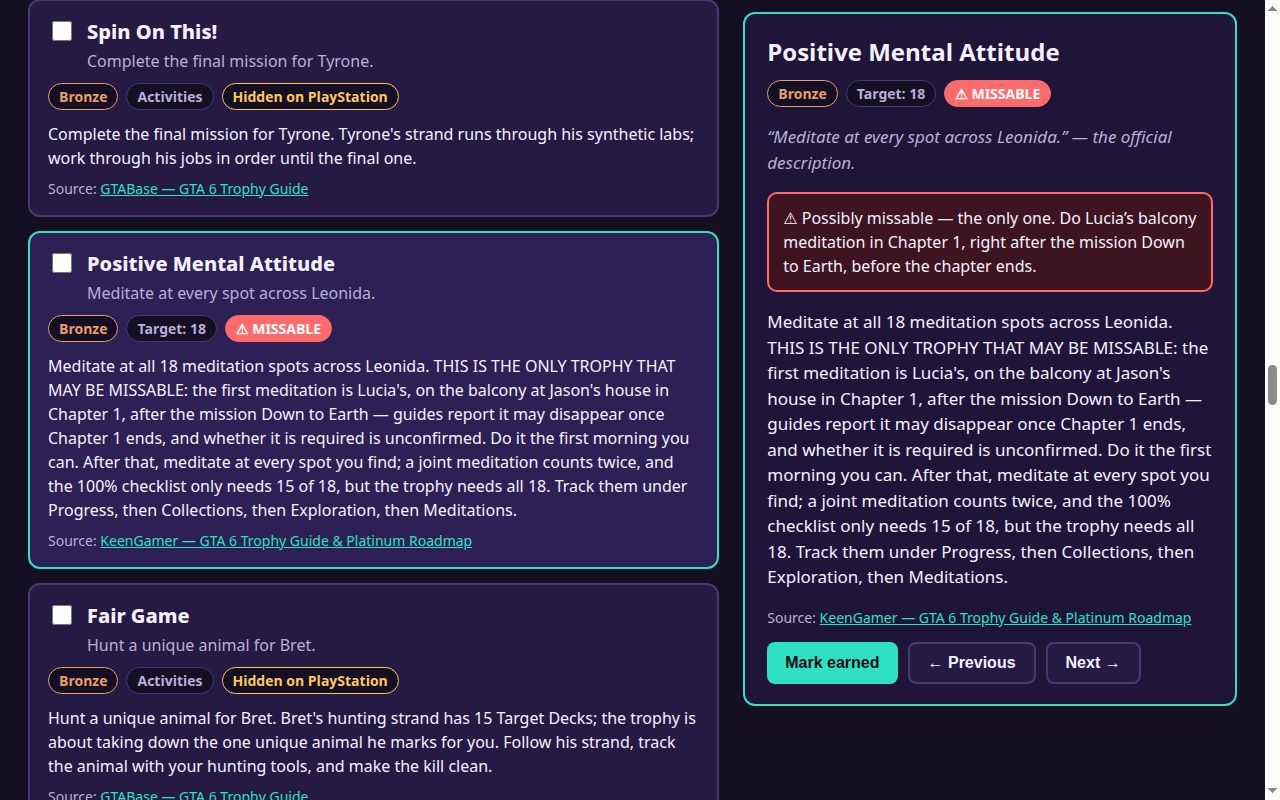 Spin On This!
Complete the final mission for Tyrone.
Bronze
Activities
Hidden on PlayStation
Complete the final mission for Tyrone. Tyrone's strand runs through his synthetic labs;
work through his jobs in order until the final one.
Source: GTABase — GTA 6 Trophy Guide
Positive Mental Attitude
Meditate at every spot across Leonida.
Bronze
Target: 18
⚠ MISSABLE
Meditate at all 18 meditation spots across Leonida. THIS IS THE ONLY TROPHY THAT
MAY BE MISSABLE: the first meditation is Lucia's, on the balcony at Jason's house in
Chapter 1, after the mission Down to Earth — guides report it may disappear once
Chapter 1 ends, and whether it is required is unconfirmed. Do it the first morning you
can. After that, meditate at every spot you find; a joint meditation counts twice, and
the 100% checklist only needs 15 of 18, but the trophy needs all 18. Track them under
Progress, then Collections, then Exploration, then Meditations.
Source: KeenGamer — GTA 6 Trophy Guide & Platinum Roadmap
Fair Game
Hunt a unique animal for Bret.
Bronze
Activities
Hidden on PlayStation
Hunt a unique animal for Bret. Bret's hunting strand has 15 Target Decks; the trophy is
about taking down the one unique animal he marks for you. Follow his strand, track
the animal with your hunting tools, and make the kill clean.
Source: GTABase — GTA 6 Trophy Guide
Positive Mental Attitude
Bronze
Target: 18
⚠ MISSABLE
“Meditate at every spot across Leonida.” — the official
description.
⚠ Possibly missable — the only one. Do Lucia’s balcony
meditation in Chapter 1, right after the mission Down
to Earth, before the chapter ends.
Meditate at all 18 meditation spots across Leonida.
THIS IS THE ONLY TROPHY THAT MAY BE MISSABLE: the
first meditation is Lucia's, on the balcony at Jason's
house in Chapter 1, after the mission Down to Earth —
guides report it may disappear once Chapter 1 ends,
and whether it is required is unconfirmed. Do it the first
morning you can. After that, meditate at every spot you
find; a joint meditation counts twice, and the 100%
checklist only needs 15 of 18, but the trophy needs all
18. Track them under Progress, then Collections, then
Exploration, then Meditations.
Source: KeenGamer — GTA 6 Trophy Guide & Platinum Roadmap
Mark earned
← Previous
Next →